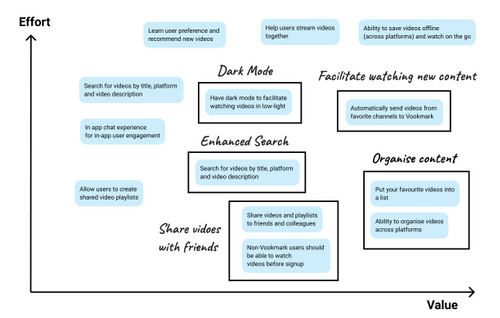 Effort
Learn user preference and
recommend new videos
Help users stream videos
together
Ability to save videos offline
(across platforms) and watch on the go
Dark Mode
Facilitate watching new content
Search for videos by title, platform
and video description
Have dark mode to facilitate
watching videos in low-light
Automatically send videos from
favorite channels to Vookmark
In app chat experience
for in-app user engagement
Enhanced Search
Search for videos by title, platform
and video description
Organise content
Allow users to create
shared video playlists
Put your favourite videos into
a list
Ability to organise videos
across platforms
Share vidoes
with friends
Share videos and playlists
to friends and colleagues
Non-Vookmark users should
be able to watch
videos before signup
Value